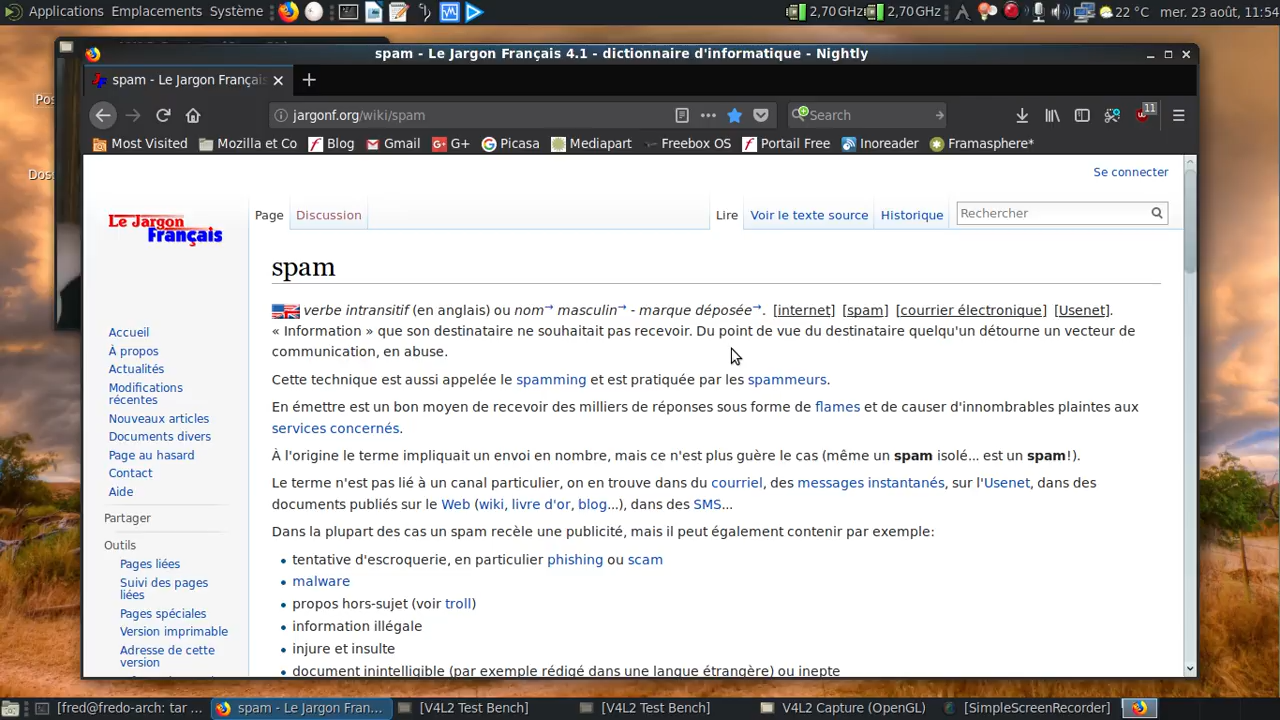 Applications Emplacements Système 2,70 GHz 2,70 GHz 22 °C mer. 23 août, 11:54
spam - Le Jargon Français 4.1 - dictionnaire d'informatique - Nightly
spam - Le Jargon Français
jargonf.org/wiki/spam Search 11
Most Visited Mozilla et Co Blog Gmail G+ Picasa Mediapart Freebox OS Portail Free Inoreader Framasphère*
Se connecter
Le Jargon
Français
Page Discussion Lire Voir le texte source Historique Rechercher
spam
verbe intransitif (en anglais) ou nom→ masculin→ - marque déposée→. [internet] [spam] [courrier électronique] [Usenet].
« Information » que son destinataire ne souhaitait pas recevoir. Du point de vue du destinataire quelqu'un détourne un vecteur de
communication, en abuse.
Cette technique est aussi appelée le spamming et est pratiquée par les spammeurs.
En émettre est un bon moyen de recevoir des milliers de réponses sous forme de flames et de causer d'innombrables plaintes aux
services concernés.
À l'origine le terme impliquait un envoi en nombre, mais ce n'est plus guère le cas (même un spam isolé... est un spam!).
Le terme n'est pas lié à un canal particulier, on en trouve dans du courriel, des messages instantanés, sur l'Usenet, dans des
documents publiés sur le Web (wiki, livre d'or, blog...), dans des SMS...
Dans la plupart des cas un spam recèle une publicité, mais il peut également contenir par exemple:
• tentative d'escroquerie, en particulier phishing ou scam
• malware
• propos hors-sujet (voir troll)
• information illégale
• injure et insulte
• document inintelligible (par exemple rédigé dans une langue étrangère) ou inepte
Accueil
À propos
Actualités
Modifications
récentes
Nouveaux articles
Documents divers
Page au hasard
Contact
Aide
Partager
Outils
Pages liées
Suivi des pages
liées
Pages spéciales
Version imprimable
Adresse de cette
version
Pos
Dos
[fred@fredo-arch: tar ... spam - Le Jargon Fran... [V4L2 Test Bench] [V4L2 Test Bench] V4L2 Capture (OpenGL) [SimpleScreenRecorder]